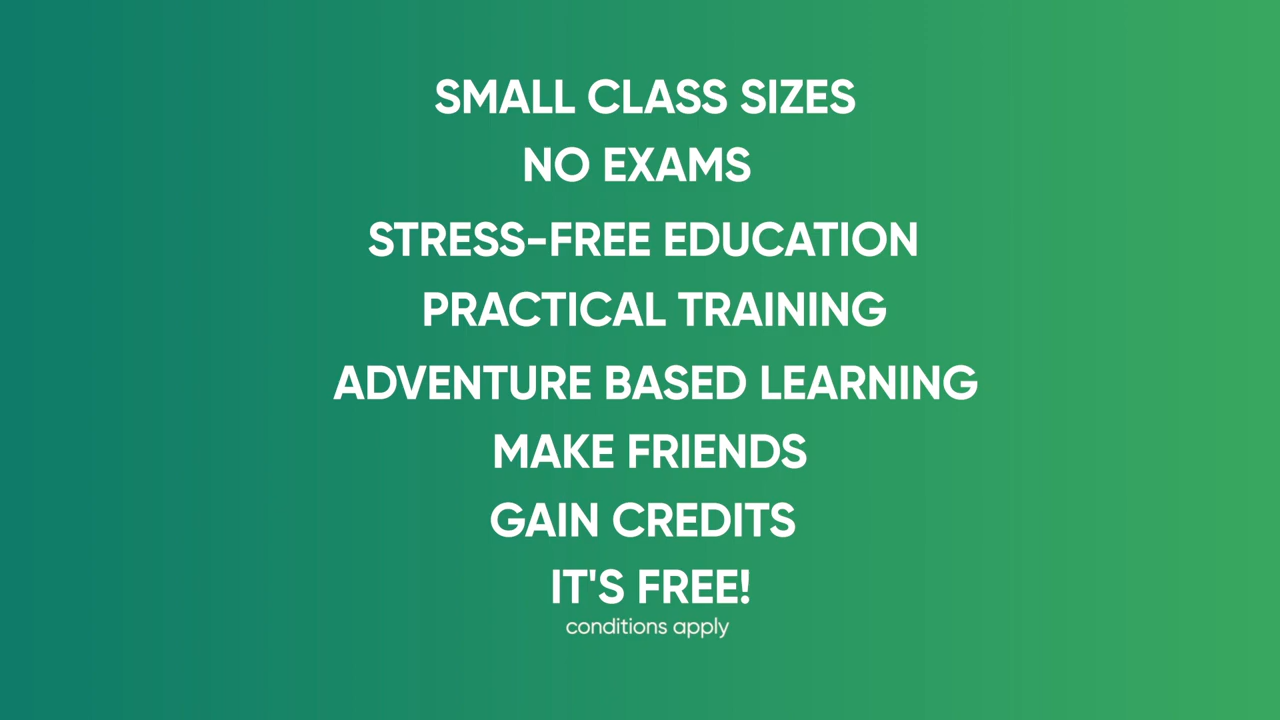 SMALL CLASS SIZES
NO EXAMS
STRESS-FREE EDUCATION
PRACTICAL TRAINING
ADVENTURE BASED LEARNING
MAKE FRIENDS
GAIN CREDITS
IT'S FREE!
conditions apply